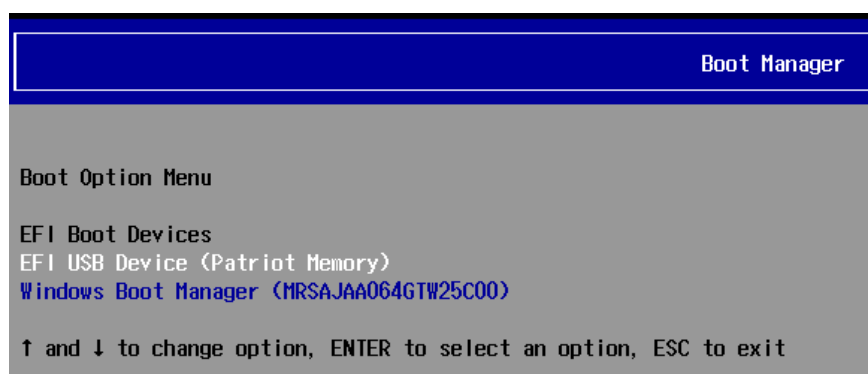 Boot Manager
Boot Option Menu
EFI Boot Devices
EFI USB Device (Patriot Memory)
Windows Boot Manager (MRSAJAA064GTW25C00)
↑ and ↓ to change option, ENTER to select an option, ESC to exit